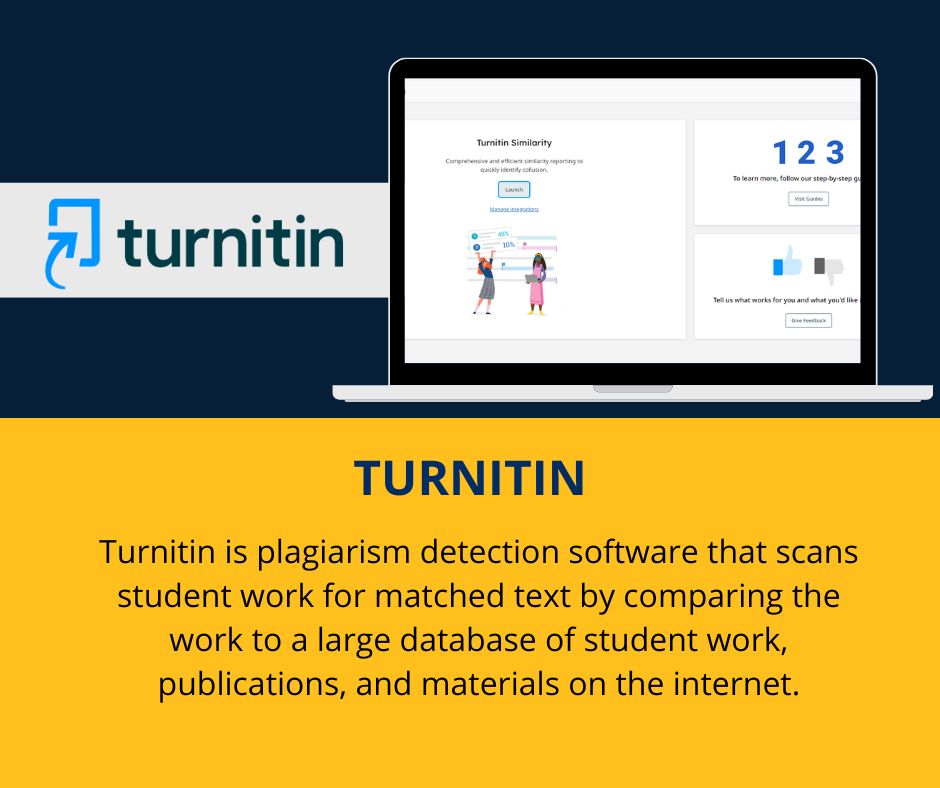 turnitin
Turnitin Similarity
Comprehensive and efficient similarity reporting to
quickly identify collusion.
Launch
Manage integrations
45%
10%
1 2 3
To learn more, follow our step-by-step gu
Visit Guides
Tell us what works for you and what you'd like
Give Feedback
TURNITIN
Turnitin is plagiarism detection software that scans
student work for matched text by comparing the
work to a large database of student work,
publications, and materials on the internet.